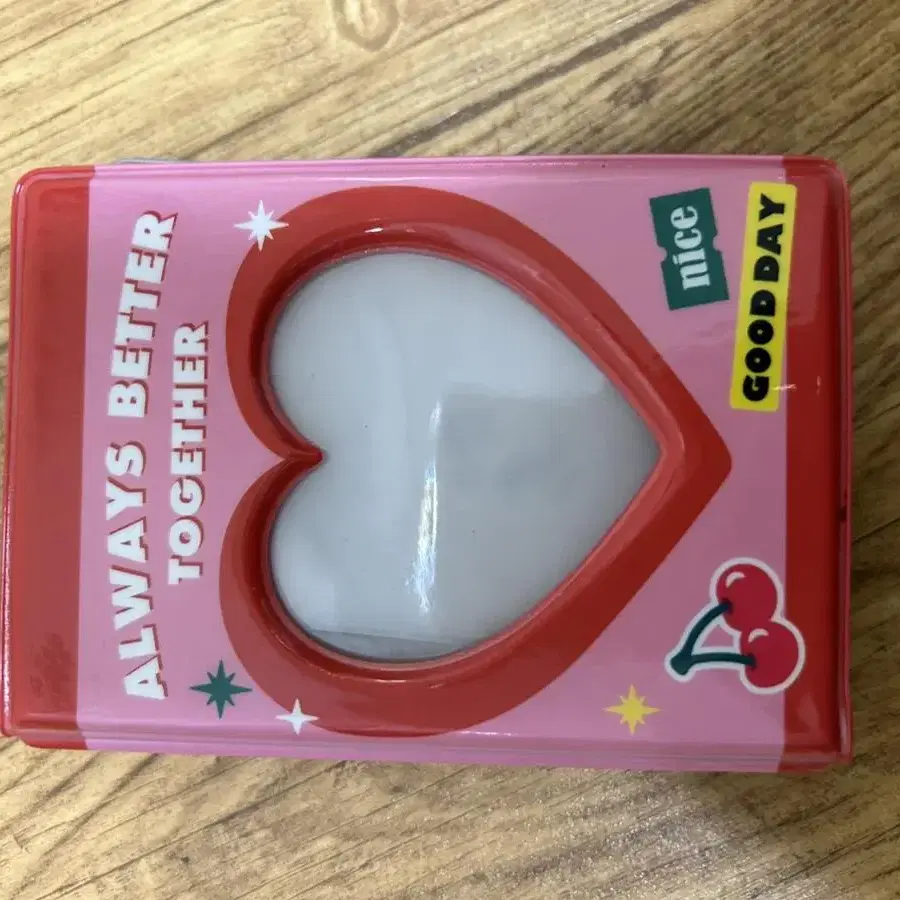 ALWAYS BETTER
TOGETHER
nice
GOOD DAY